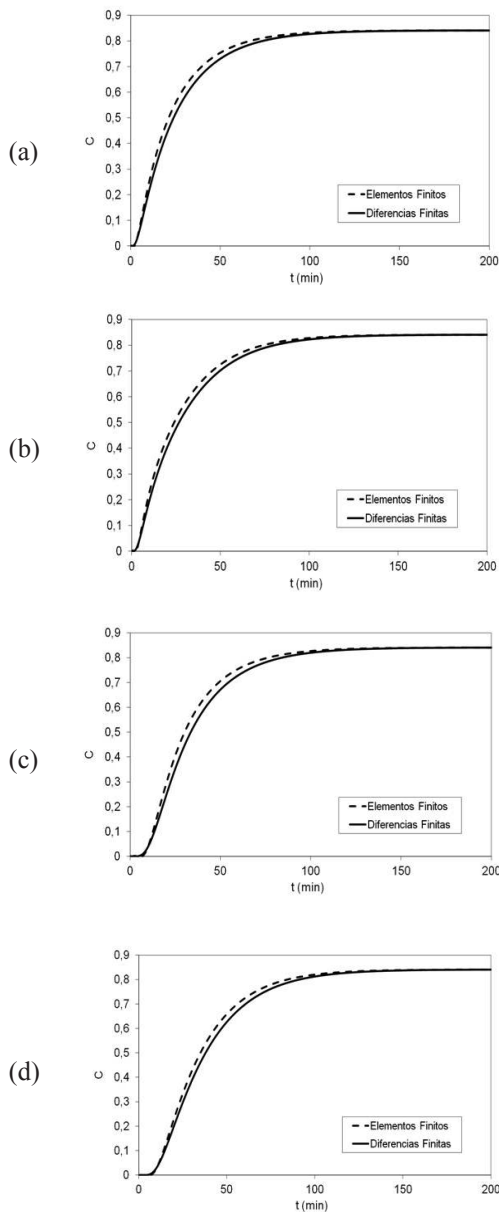 (a)
0,9
0,8
0,7
0,6
0,5
0,4
0,3
0,2
0,1
0
C
Elementos Finitos
Diferencias Finitas
0 50 100 150 200
t (min)
(b)
0,9
0,8
0,7
0,6
0,5
0,4
0,3
0,2
0,1
0
C
Elementos Finitos
Diferencias Finitas
0 50 100 150 200
t (min)
(c)
0,9
0,8
0,7
0,6
0,5
0,4
0,3
0,2
0,1
0
C
Elementos Finitos
Diferencias Finitas
0 50 100 150 200
t (min)
(d)
0,9
0,8
0,7
0,6
0,5
0,4
0,3
0,2
0,1
0
C
Elementos Finitos
Diferencias Finitas
0 50 100 150 200
t (min)